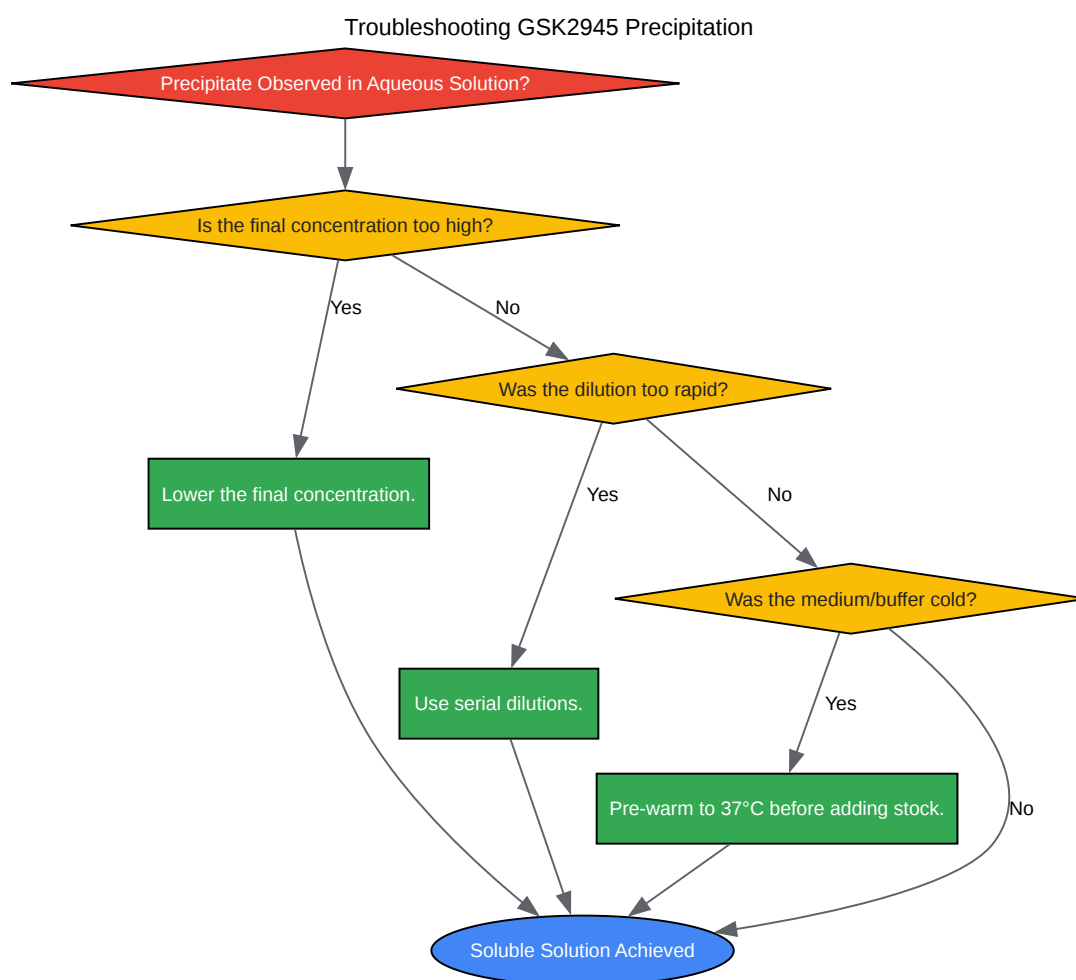 Troubleshooting GSK2945 Precipitation
Precipitate Observed in Aqueous Solution?
Is the final concentration too high?
Yes
No
Was the dilution too rapid?
Lower the final concentration.
Yes
No
Was the medium/buffer cold?
Use serial dilutions.
Yes
Pre-warm to 37°C before adding stock.
No
Soluble Solution Achieved